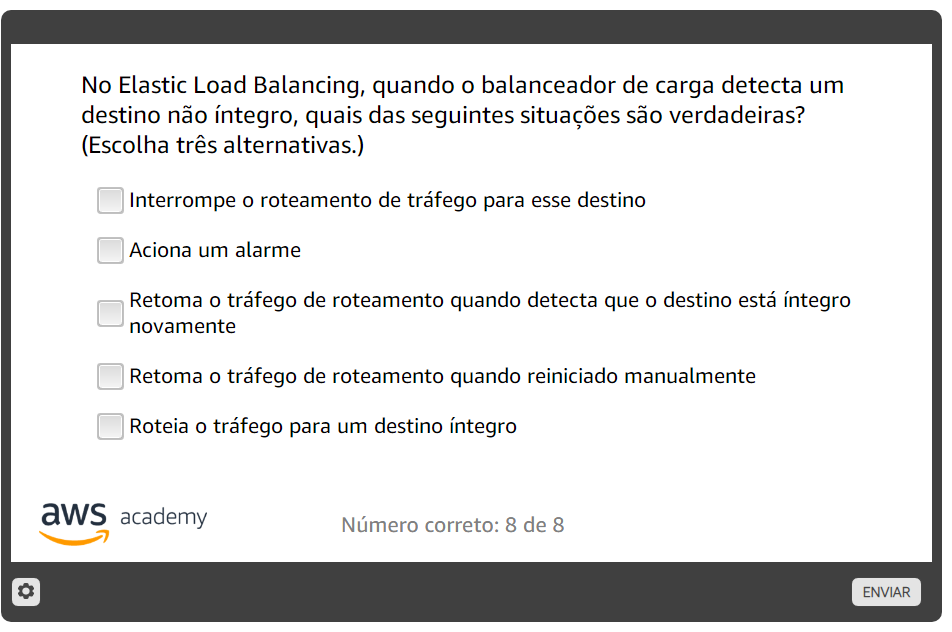 No Elastic Load Balancing, quando o balanceador de carga detecta um
destino não íntegro, quais das seguintes situações são verdadeiras?
(Escolha três alternativas.)
Interrompe o roteamento de tráfego para esse destino
Aciona um alarme
Retoma o tráfego de roteamento quando detecta que o destino está íntegro
novamente
Retoma o tráfego de roteamento quando reiniciado manualmente
Roteia o tráfego para um destino íntegro
aws academy
Número correto: 8 de 8
ENVIAR